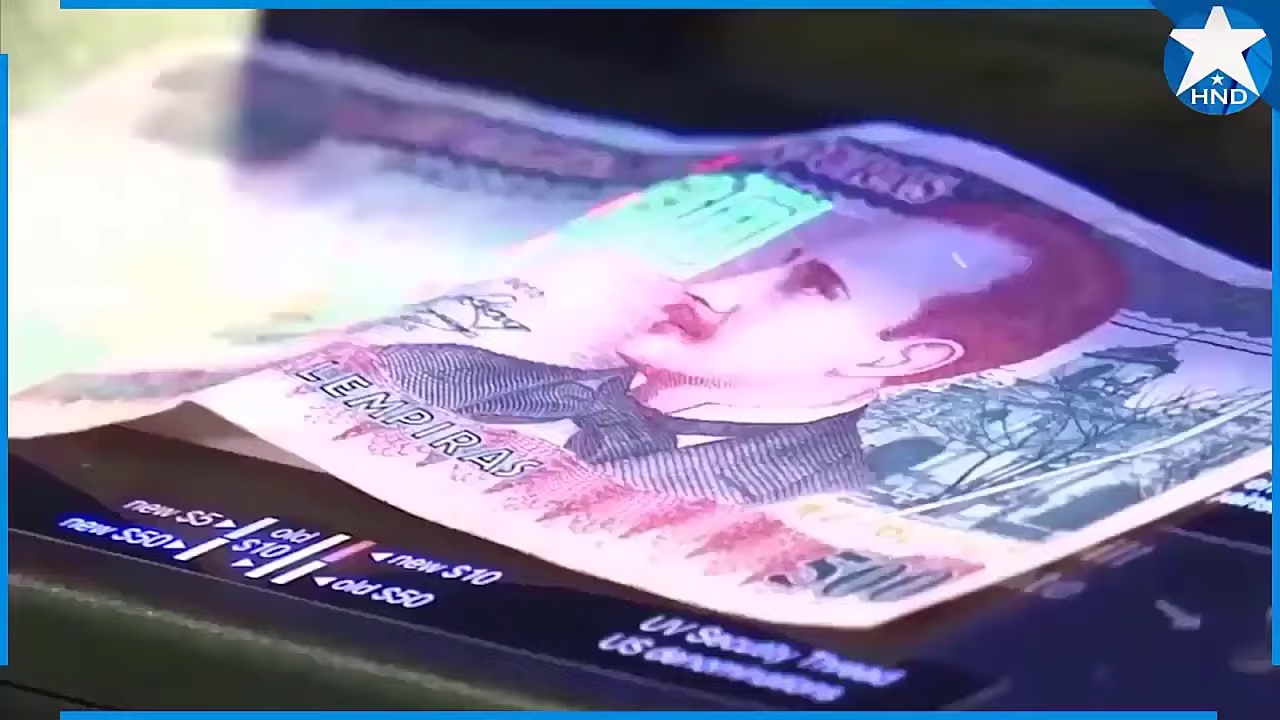 HND
LEMPIRAS
500
new $5
old
new $50
$10
new $10
old $50
UV Security Thread
US denominations